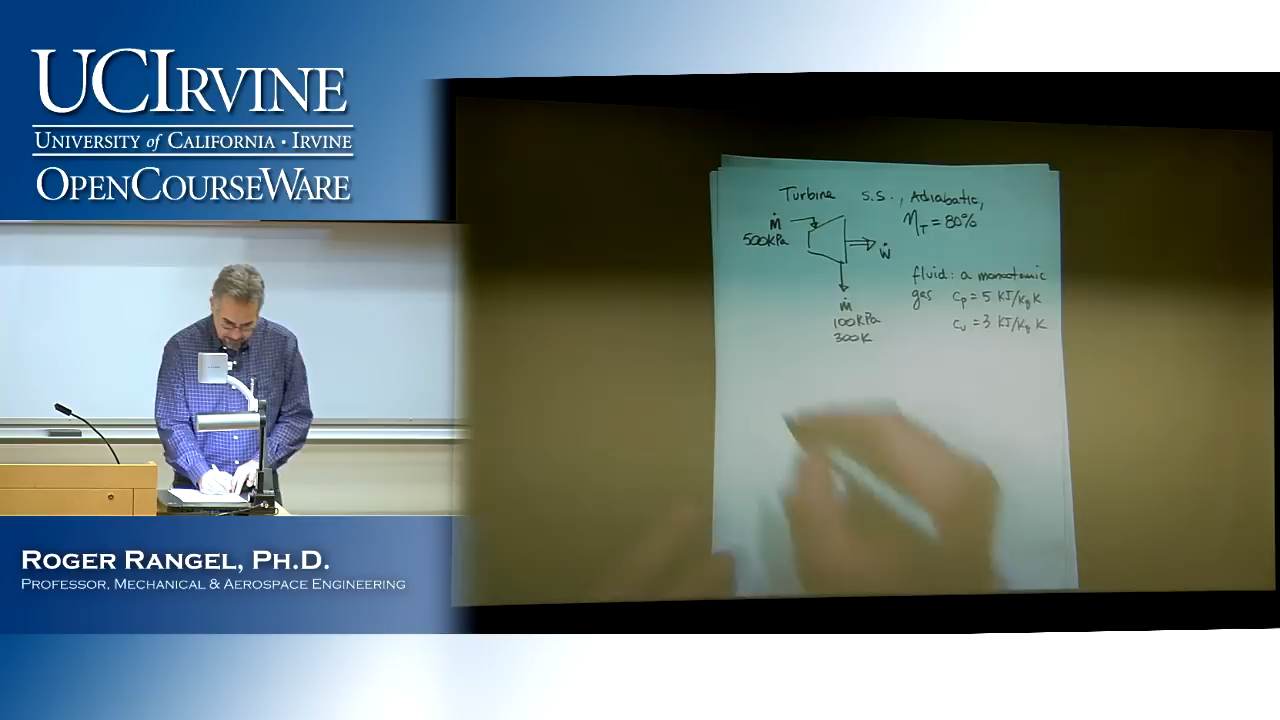 UCIRVINE
UNIVERSITY of CALIFORNIA · IRVINE
OPENCOURSEWARE
ROGER RANGEL, PH.D.
PROFESSOR, MECHANICAL & AEROSPACE ENGINEERING
Turbine S.S., Adiabatic,
ηT = 80%
ṁ
500kPa
Ẇ
ṁ
100kPa
300K
fluid: a monotomic
gas cp = 5 KJ/kg K
cv = 3 KJ/kg K